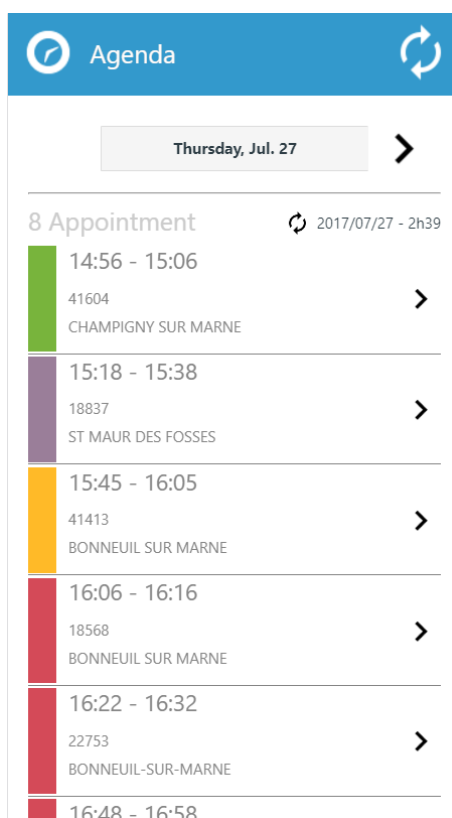 Agenda
Thursday, Jul. 27
8 Appointment 2017/07/27 - 2h39
14:56 - 15:06
41604
CHAMPIGNY SUR MARNE
15:18 - 15:38
18837
ST MAUR DES FOSSES
15:45 - 16:05
41413
BONNEUIL SUR MARNE
16:06 - 16:16
18568
BONNEUIL SUR MARNE
16:22 - 16:32
22753
BONNEUIL-SUR-MARNE
16:48 - 16:58